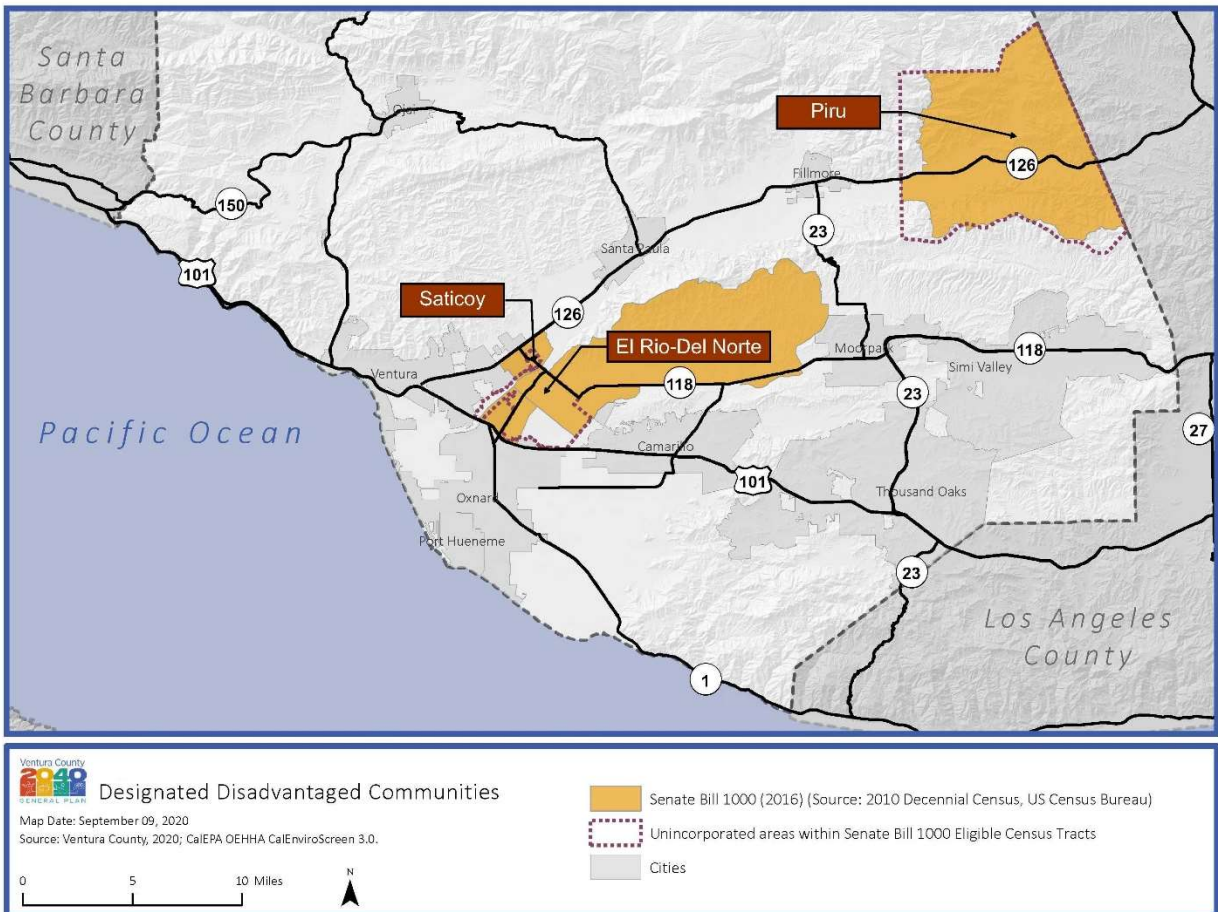 Santa
Barbara
County
Ojai
Piru
126
Fillmore
150
23
Santa Paula
101
Saticoy
126
El Rio-Del Norte
Moorpark
118
Simi Valley
Ventura
118
23
27
Pacific Ocean
Camarillo
101
Thousand Oaks
Oxnard
Port Hueneme
23
Los Angeles
County
1
Ventura County
2040
GENERAL PLAN
Designated Disadvantaged Communities
Map Date: September 09, 2020
Source: Ventura County, 2020; CalEPA OEHHA CalEnviroScreen 3.0.
0 5 10 Miles
N
Senate Bill 1000 (2016) (Source: 2010 Decennial Census, US Census Bureau)
Unincorporated areas within Senate Bill 1000 Eligible Census Tracts
Cities